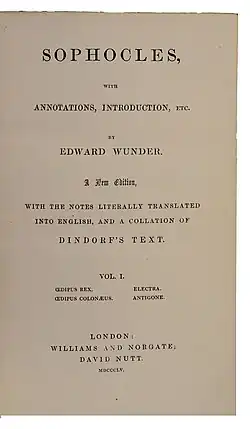 SOPHOCLES,
WITH
ANNOTATIONS, INTRODUCTION, ETC.
BY
EDWARD WUNDER.
A New Edition,
WITH THE NOTES LITERALLY TRANSLATED
INTO ENGLISH, AND A COLLATION OF
DINDORF'S TEXT.
VOL. I.
ŒDIPUS REX. ELECTRA.
ŒDIPUS COLONÆUS. ANTIGONE.
LONDON:
WILLIAMS AND NORGATE;
DAVID NUTT.
MDCCCLV.